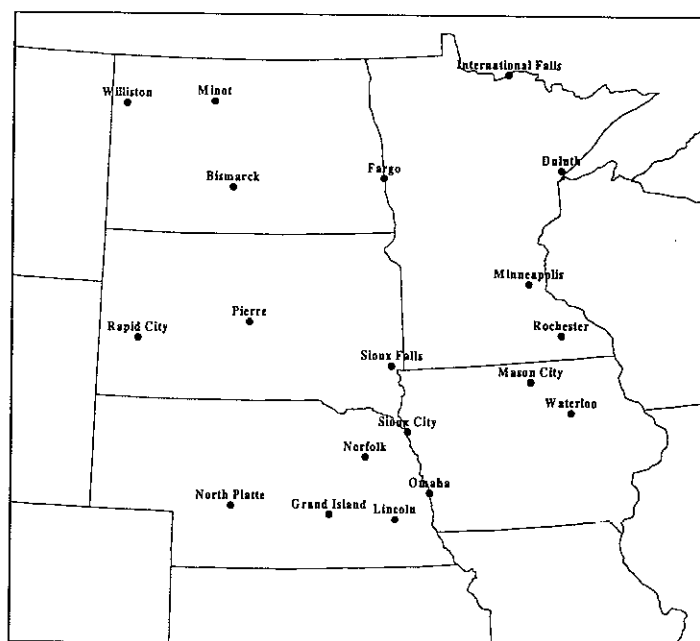 International Falls
Williston
Minot
Duluth
Fargo
Bismarck
Minneapolis
Pierre
Rapid City
Rochester
Sioux Falls
Mason City
Waterloo
Sioux City
Norfolk
Omaha
North Platte
Grand Island
Lincoln